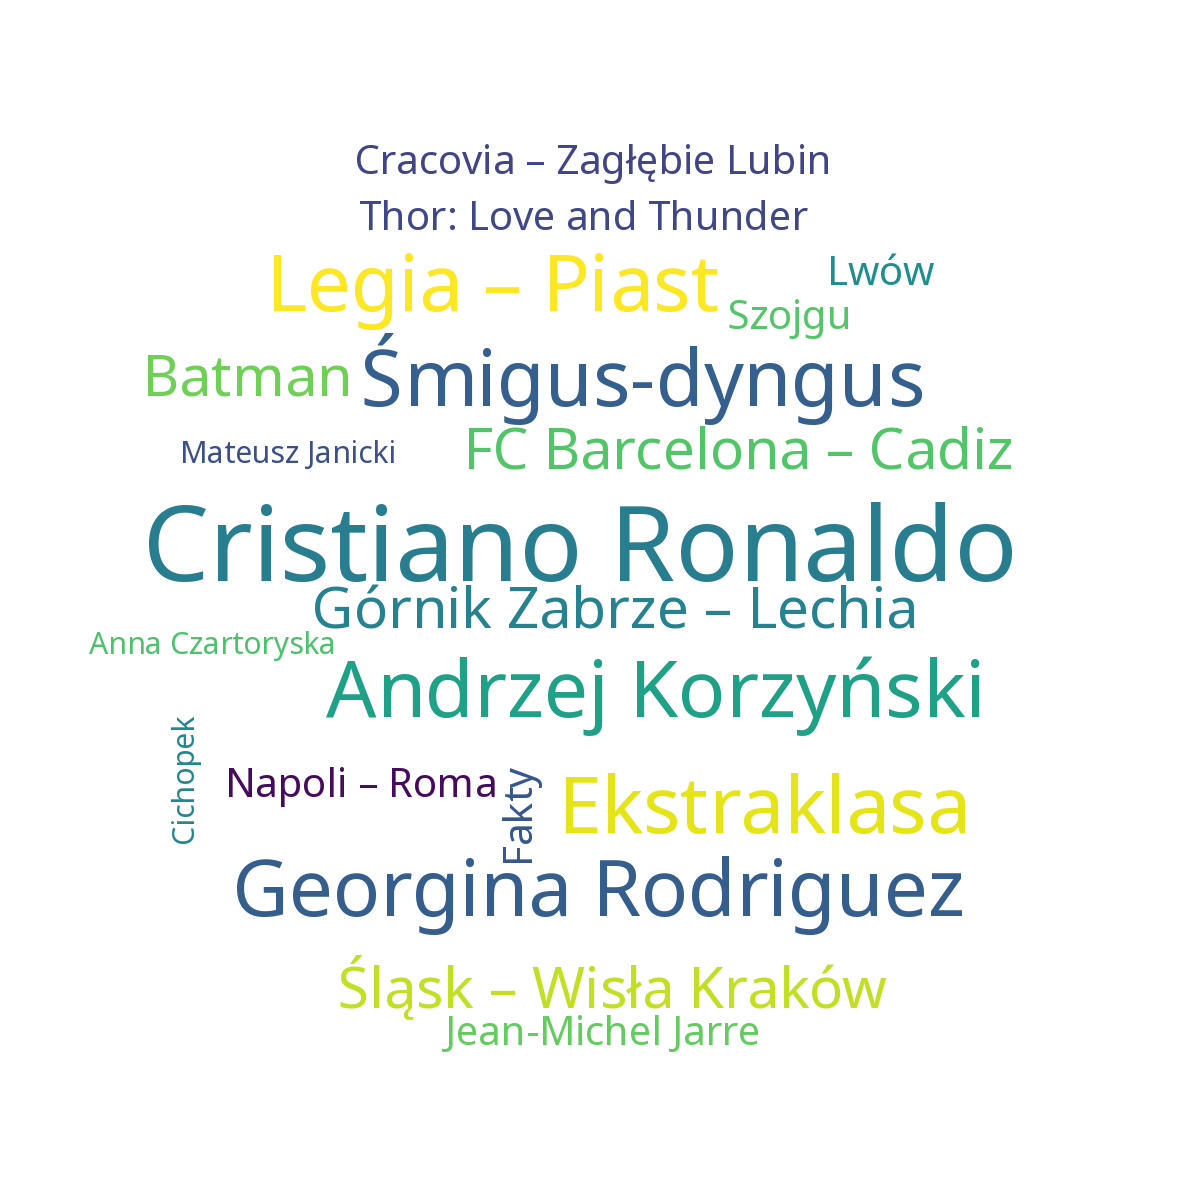 Cracovia – Zagłębie Lubin
Thor: Love and Thunder
Legia – Piast
Lwów
Szojgu
Batman
Śmigus-dyngus
Mateusz Janicki
FC Barcelona – Cadiz
Cristiano Ronaldo
Górnik Zabrze – Lechia
Anna Czartoryska
Andrzej Korzyński
Cichopek
Napoli – Roma
Fakty
Ekstraklasa
Georgina Rodriguez
Śląsk – Wisła Kraków
Jean-Michel Jarre